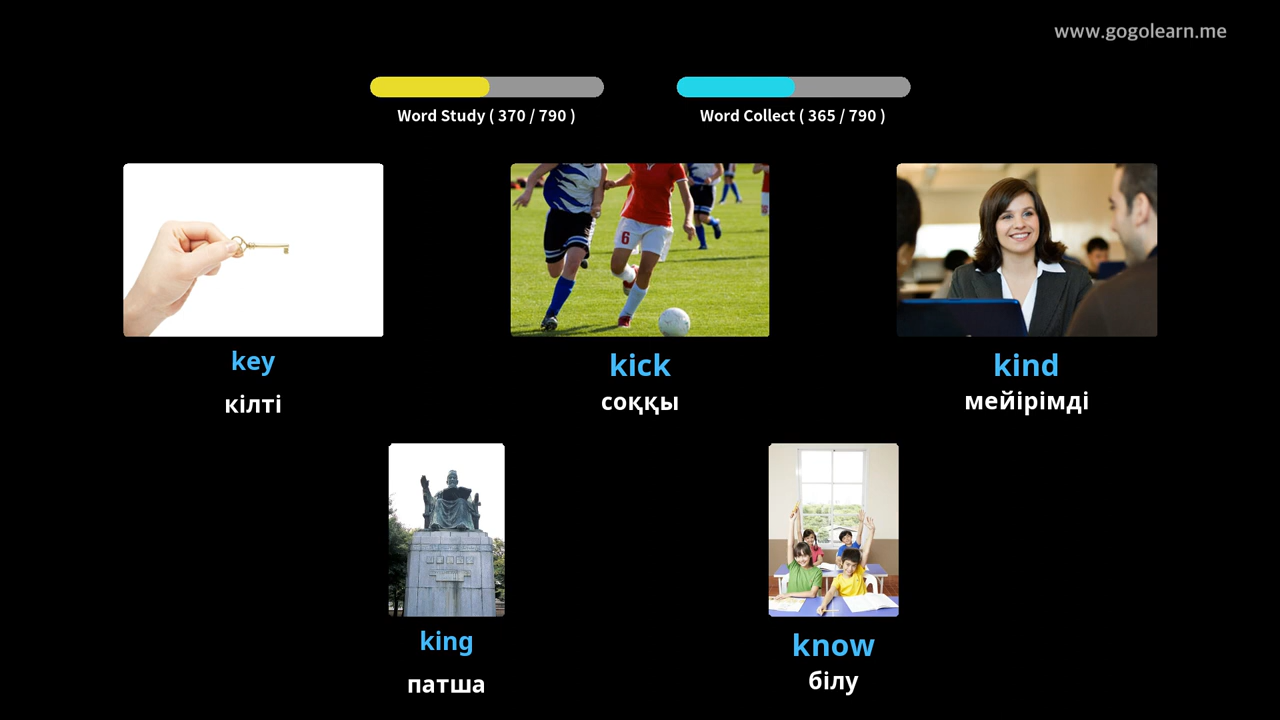 www.gogolearn.me
Word Study ( 370 / 790 )
Word Collect ( 365 / 790 )
key
кілті
kick
соққы
kind
мейірімді
king
патша
know
білу
6